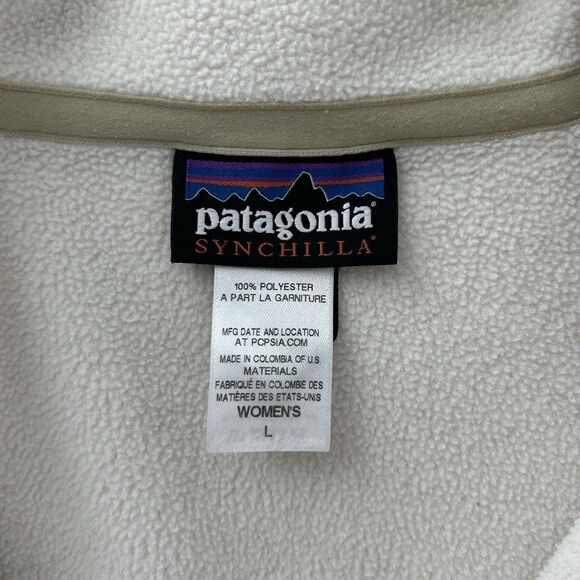 patagonia®
SYNCHILLA®
100% POLYESTER
A PART LA GARNITURE
MFG DATE AND LOCATION
AT PCPSIA.COM
MADE IN COLOMBIA OF U.S.
MATERIALS
FABRIQUÉ EN COLOMBIE DES
MATIÈRES DES ETATS-UNIS
WOMEN'S
L